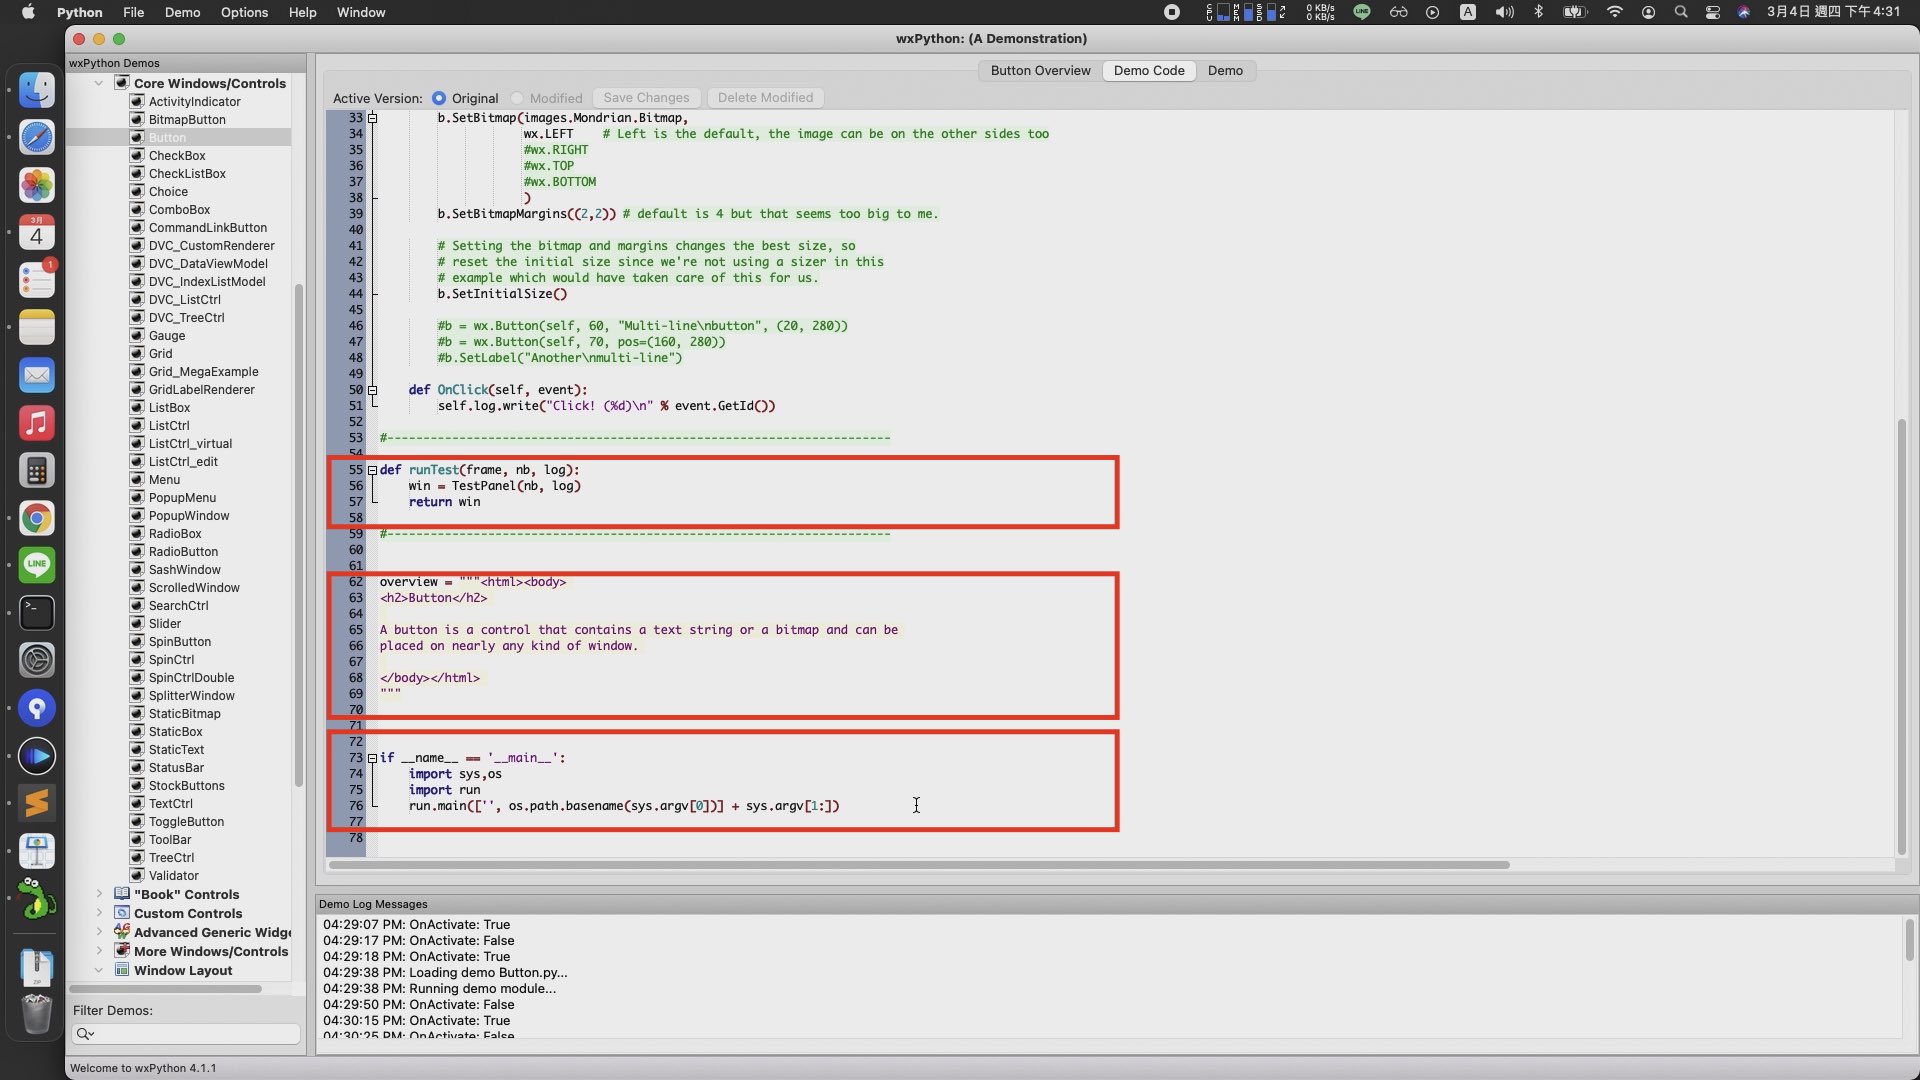 Python File Demo Options Help Window
0 KB/s
0 KB/s
3月4日 週四 下午4:31
wxPython: (A Demonstration)
wxPython Demos
Core Windows/Controls
ActivityIndicator
BitmapButton
Button
CheckBox
CheckListBox
Choice
ComboBox
CommandLinkButton
DVC_CustomRenderer
DVC_DataViewModel
DVC_IndexListModel
DVC_ListCtrl
DVC_TreeCtrl
Gauge
Grid
Grid_MegaExample
GridLabelRenderer
ListBox
ListCtrl
ListCtrl_virtual
ListCtrl_edit
Menu
PopupMenu
PopupWindow
RadioBox
RadioButton
SashWindow
ScrolledWindow
SearchCtrl
Slider
SpinButton
SpinCtrl
SpinCtrlDouble
SplitterWindow
StaticBitmap
StaticBox
StaticText
StatusBar
StockButtons
TextCtrl
ToggleButton
ToolBar
TreeCtrl
Validator
"Book" Controls
Custom Controls
Advanced Generic Widge
More Windows/Controls
Window Layout
Filter Demos:
Button Overview Demo Code Demo
Active Version: Original Modified Save Changes Delete Modified
33 b.SetBitmap(images.Mondrian.Bitmap,
34 wx.LEFT # Left is the default, the image can be on the other sides too
35 #wx.RIGHT
36 #wx.TOP
37 #wx.BOTTOM
38 )
39 b.SetBitmapMargins((2,2)) # default is 4 but that seems too big to me.
40
41 # Setting the bitmap and margins changes the best size, so
42 # reset the initial size since we're not using a sizer in this
43 # example which would have taken care of this for us.
44 b.SetInitialSize()
45
46 #b = wx.Button(self, 60, "Multi-line\nbutton", (20, 280))
47 #b = wx.Button(self, 70, pos=(160, 280))
48 #b.SetLabel("Another\nmulti-line")
49
50 def OnClick(self, event):
51 self.log.write("Click! (%d)\n" % event.GetId())
52
53 #----------------------------------------------------------------------
54
55 def runTest(frame, nb, log):
56 win = TestPanel(nb, log)
57 return win
58
59 #----------------------------------------------------------------------
60
61
62 overview = """<html><body>
63 <h2>Button</h2>
64
65 A button is a control that contains a text string or a bitmap and can be
66 placed on nearly any kind of window.
67
68 </body></html>
69 """
70
71
72
73 if __name__ == '__main__':
74 import sys,os
75 import run
76 run.main(['', os.path.basename(sys.argv[0])] + sys.argv[1:])
77
78
Demo Log Messages
04:29:07 PM: OnActivate: True
04:29:17 PM: OnActivate: False
04:29:18 PM: OnActivate: True
04:29:38 PM: Loading demo Button.py...
04:29:38 PM: Running demo module...
04:29:50 PM: OnActivate: False
04:30:15 PM: OnActivate: True
04:30:25 PM: OnActivate: False
Welcome to wxPython 4.1.1
3月
4
1
LINE